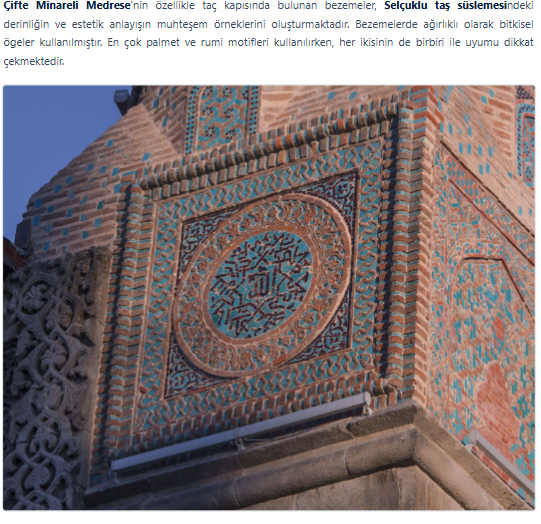 Çifte Minareli Medrese'nin özellikle taç kapısında bulunan bezemeler, Selçuklu taş süslemesindeki
derinliğin ve estetik anlayışın muhteşem örneklerini oluşturmaktadır. Bezemelerde ağırlıklı olarak bitkisel
ögeler kullanılmıştır. En çok palmet ve rumi motifleri kullanılırken, her ikisinin de birbiri ile uyumu dikkat
çekmektedir.